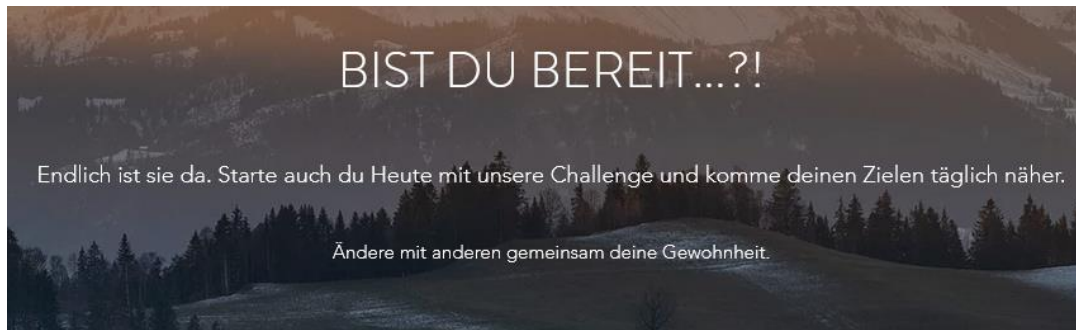 BIST DU BEREIT...?!
Endlich ist sie da. Starte auch du Heute mit unsere Challenge und komme deinen Zielen täglich näher.
Ändere mit anderen gemeinsam deine Gewohnheit.